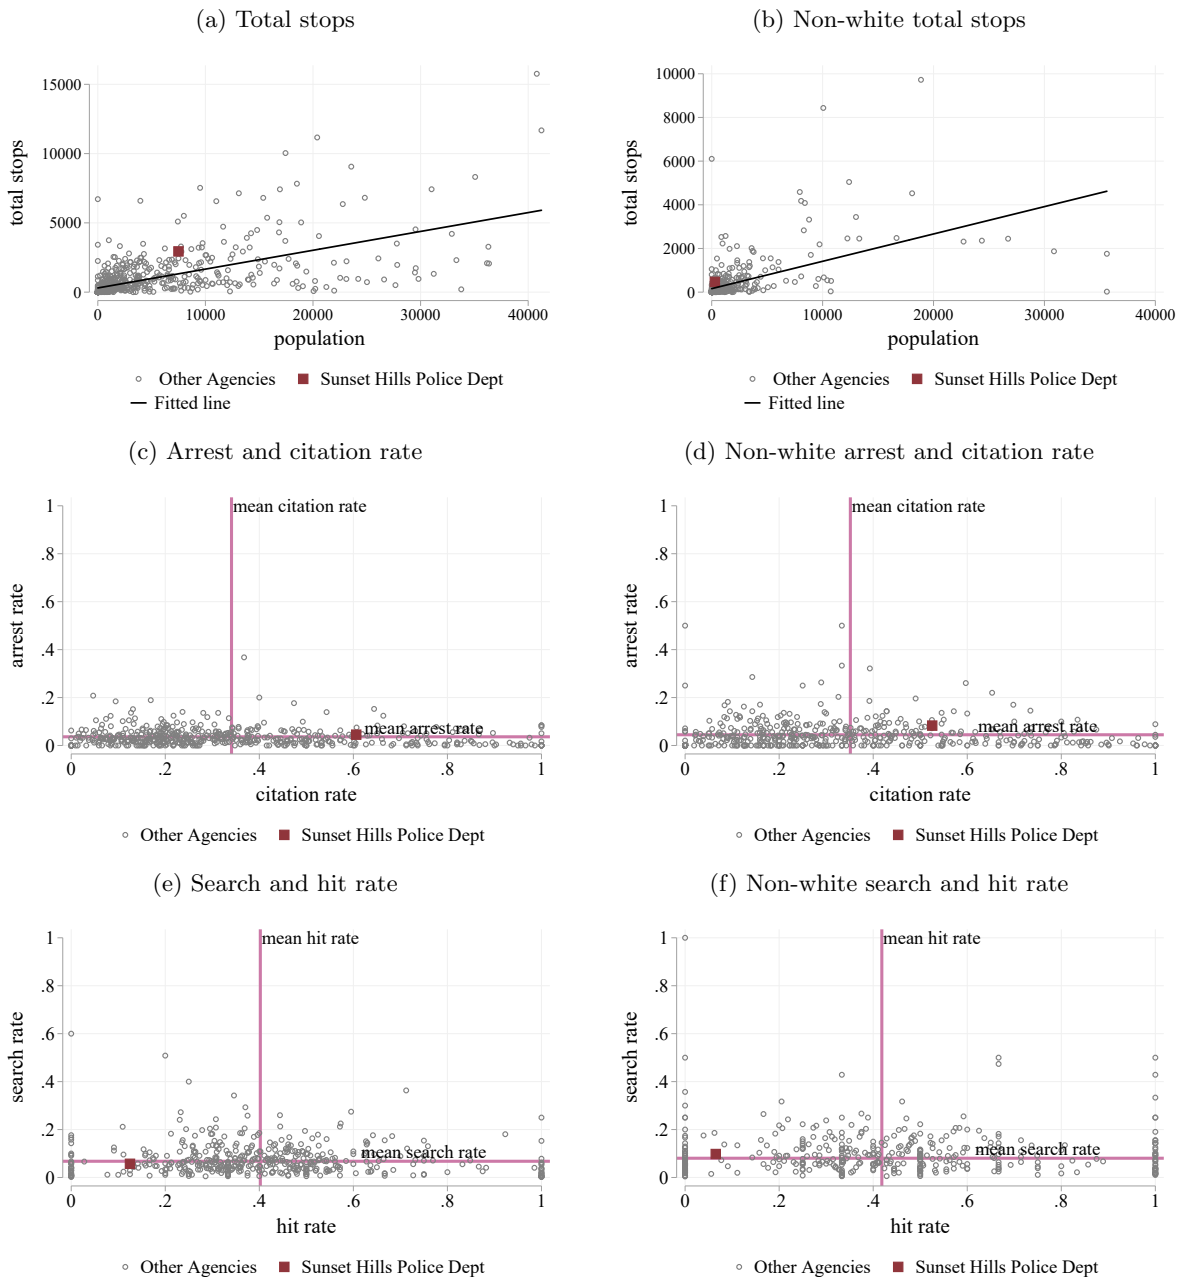 (a) Total stops
total stops
15000
10000
5000
0
0 10000 20000 30000 40000
population
Other Agencies Sunset Hills Police Dept
Fitted line
(b) Non-white total stops
total stops
10000
8000
6000
4000
2000
0
0 10000 20000 30000 40000
population
Other Agencies Sunset Hills Police Dept
Fitted line
(c) Arrest and citation rate
arrest rate
1
.8
.6
.4
.2
0
mean citation rate
mean arrest rate
0 .2 .4 .6 .8 1
citation rate
Other Agencies Sunset Hills Police Dept
(d) Non-white arrest and citation rate
arrest rate
1
.8
.6
.4
.2
0
mean citation rate
mean arrest rate
0 .2 .4 .6 .8 1
citation rate
Other Agencies Sunset Hills Police Dept
(e) Search and hit rate
search rate
1
.8
.6
.4
.2
0
mean hit rate
mean search rate
0 .2 .4 .6 .8 1
hit rate
Other Agencies Sunset Hills Police Dept
(f) Non-white search and hit rate
search rate
1
.8
.6
.4
.2
0
mean hit rate
mean search rate
0 .2 .4 .6 .8 1
hit rate
Other Agencies Sunset Hills Police Dept